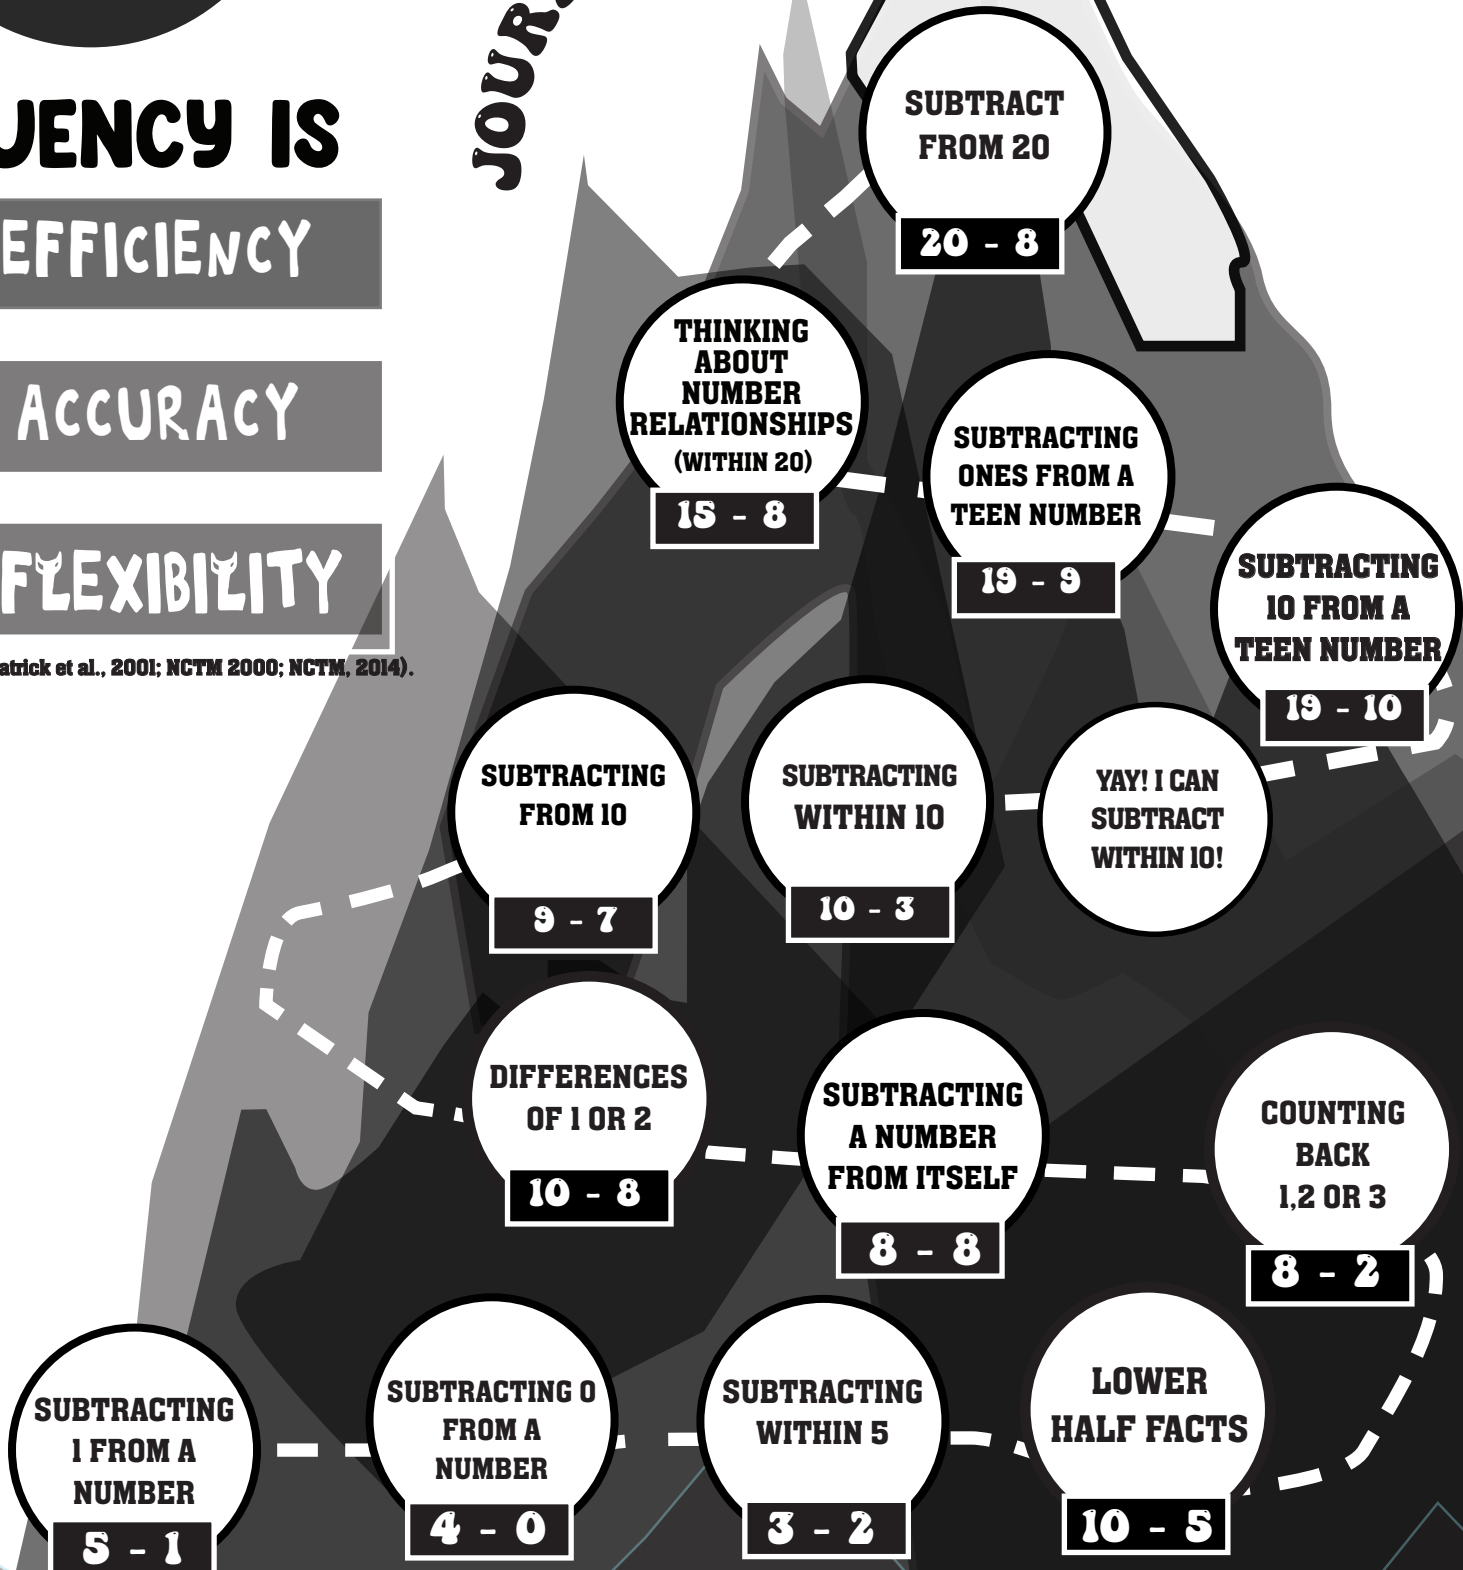 JOUR
UENCY IS
EFFICIENCY
ACCURACY
FLEXIBILITY
atrick et al., 2001; NCTM 2000; NCTM, 2014).
SUBTRACT
FROM 20
20 - 8
THINKING
ABOUT
NUMBER
RELATIONSHIPS
(WITHIN 20)
15 - 8
SUBTRACTING
ONES FROM A
TEEN NUMBER
19 - 9
SUBTRACTING
10 FROM A
TEEN NUMBER
19 - 10
SUBTRACTING
FROM 10
9 - 7
SUBTRACTING
WITHIN 10
10 - 3
YAY! I CAN
SUBTRACT
WITHIN 10!
DIFFERENCES
OF 1 OR 2
10 - 8
SUBTRACTING
A NUMBER
FROM ITSELF
8 - 8
COUNTING
BACK
1,2 OR 3
8 - 2
SUBTRACTING
1 FROM A
NUMBER
5 - 1
SUBTRACTING 0
FROM A
NUMBER
4 - 0
SUBTRACTING
WITHIN 5
3 - 2
LOWER
HALF FACTS
10 - 5